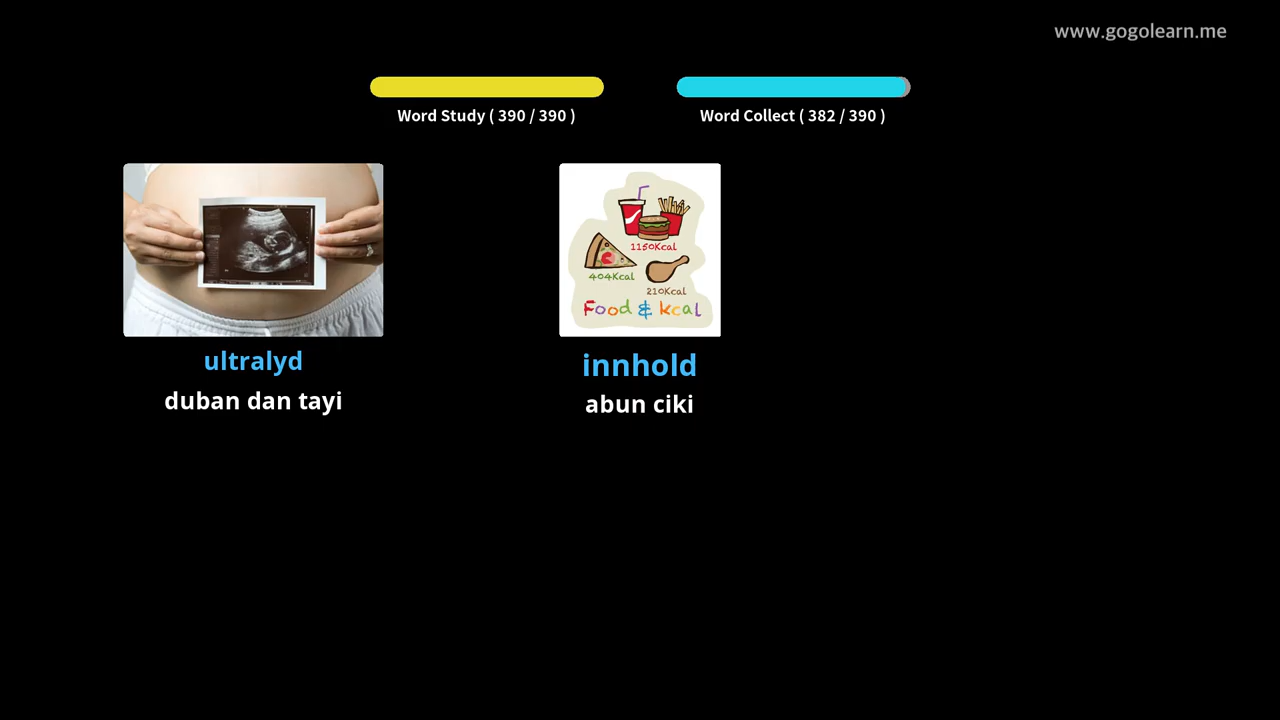 www.gogolearn.me
Word Study ( 390 / 390 )
Word Collect ( 382 / 390 )
1150Kcal
404Kcal
210Kcal
Food & kcal
ultralyd
innhold
duban dan tayi
abun ciki